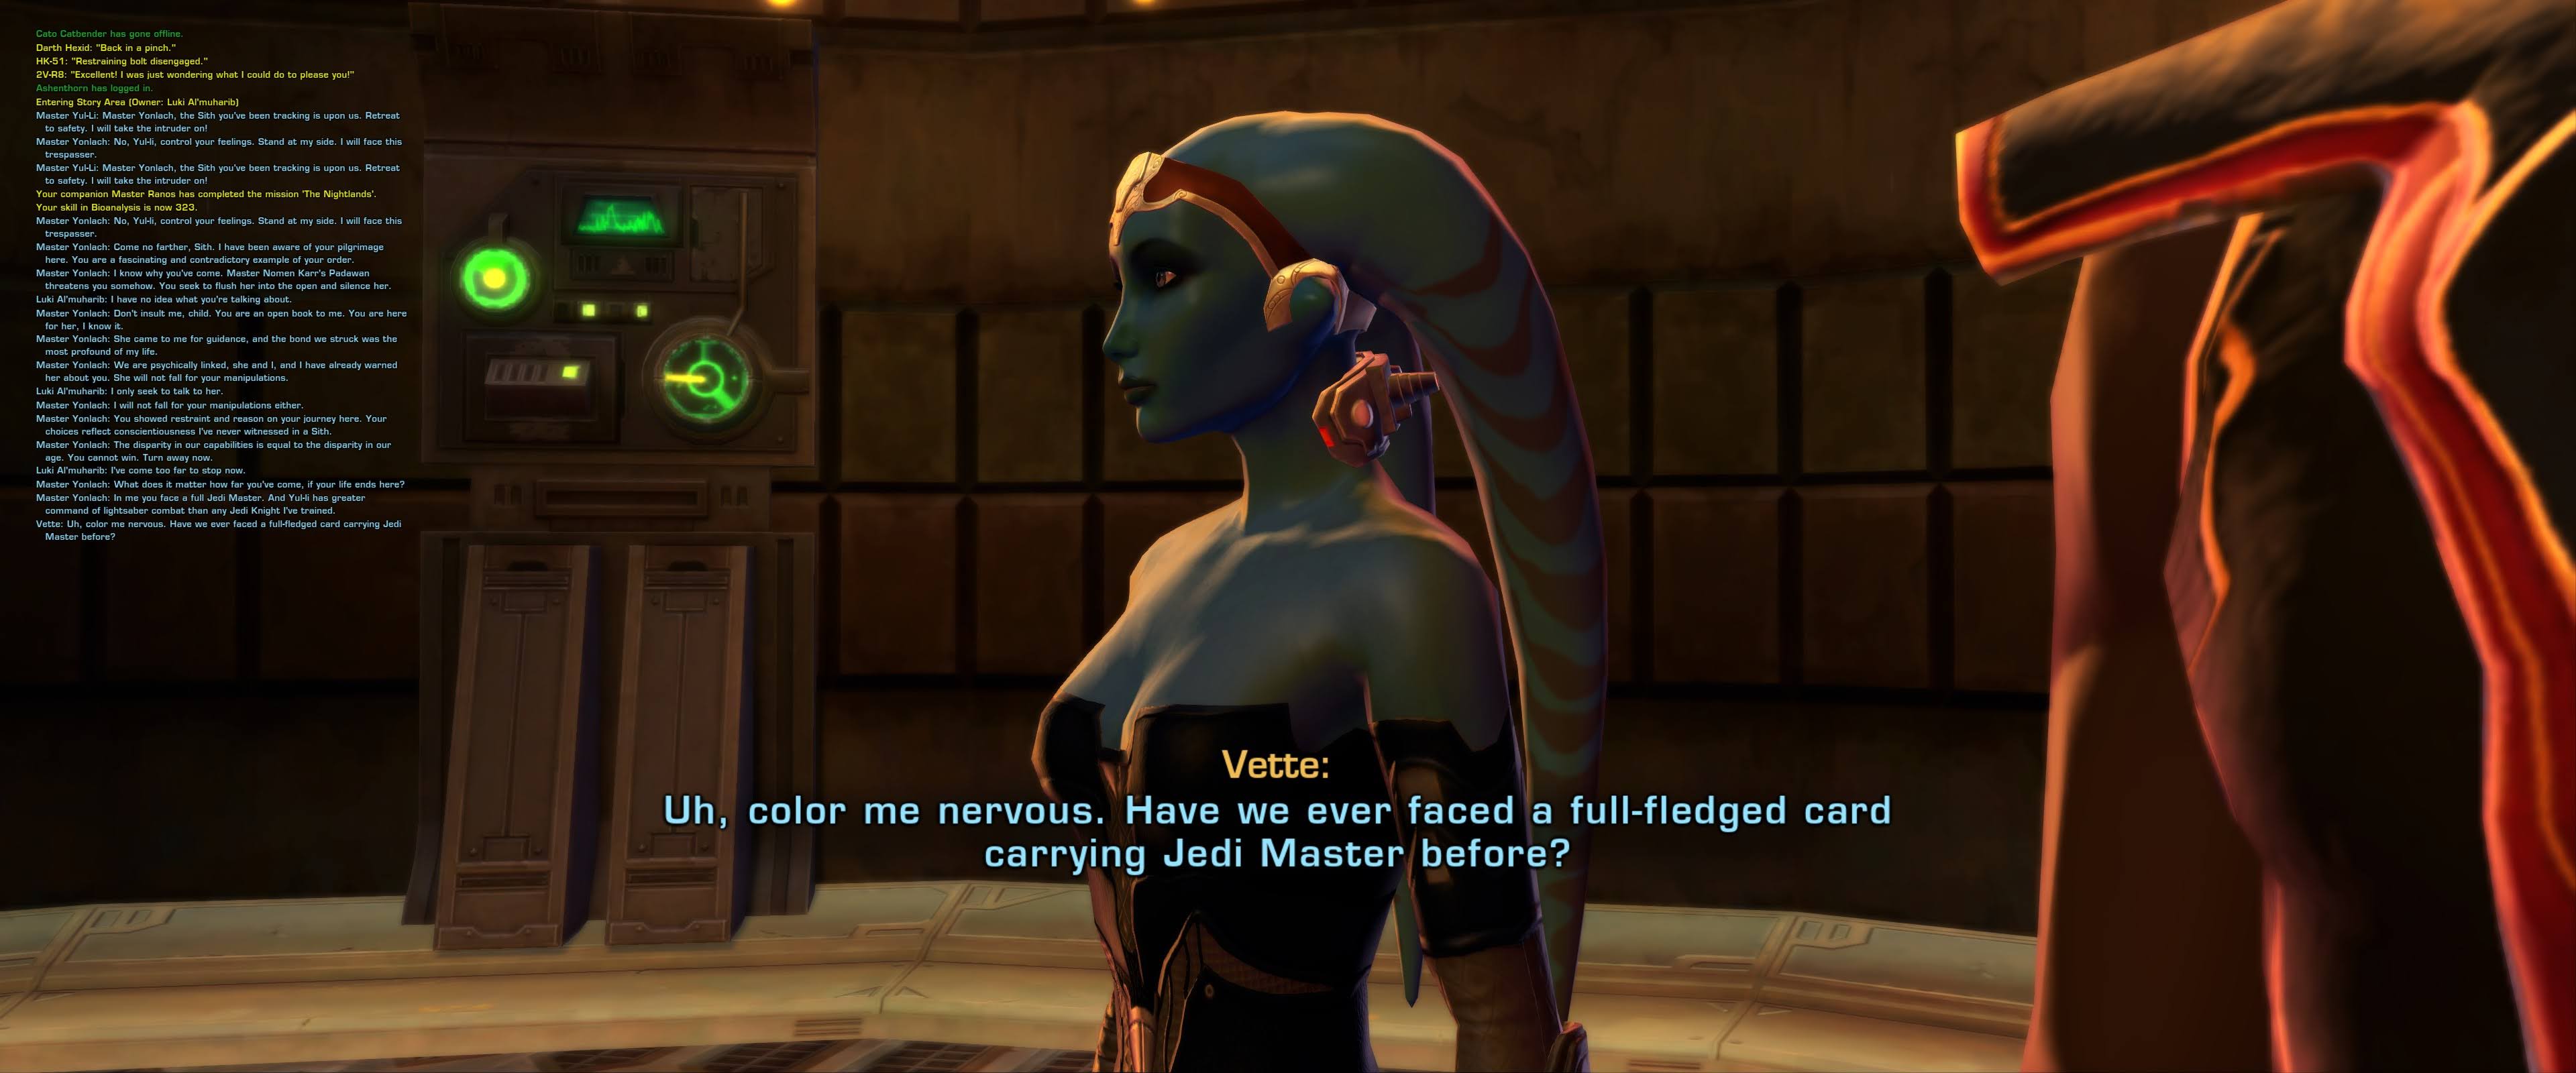 Cato Catbender has gone offline.
Darth Hexid: "Back in a pinch."
HK-51: "Restraining bolt disengaged."
2V-R8: "Excellent! I was just wondering what I could do to please you!"
Ashenthorn has logged in.
Entering Story Area (Owner: Luki Al'muharib)
Master Yul-Li: Master Yonlach, the Sith you've been tracking is upon us. Retreat
to safety. I will take the intruder on!
Master Yonlach: No, Yul-li, control your feelings. Stand at my side. I will face this
trespasser.
Master Yul-Li: Master Yonlach, the Sith you've been tracking is upon us. Retreat
to safety. I will take the intruder on!
Your companion Master Ranos has completed the mission 'The Nightlands'.
Your skill in Bioanalysis is now 323.
Master Yonlach: No, Yul-li, control your feelings. Stand at my side. I will face this
trespasser.
Master Yonlach: Come no farther, Sith. I have been aware of your pilgrimage
here. You are a fascinating and contradictory example of your order.
Master Yonlach: I know why you've come. Master Nomen Karr's Padawan
threatens you somehow. You seek to flush her into the open and silence her.
Luki Al'muharib: I have no idea what you're talking about.
Master Yonlach: Don't insult me, child. You are an open book to me. You are here
for her, I know it.
Master Yonlach: She came to me for guidance, and the bond we struck was the
most profound of my life.
Master Yonlach: We are psychically linked, she and I, and I have already warned
her about you. She will not fall for your manipulations.
Luki Al'muharib: I only seek to talk to her.
Master Yonlach: I will not fall for your manipulations either.
Master Yonlach: You showed restraint and reason on your journey here. Your
choices reflect conscientiousness I've never witnessed in a Sith.
Master Yonlach: The disparity in our capabilities is equal to the disparity in our
age. You cannot win. Turn away now.
Luki Al'muharib: I've come too far to stop now.
Master Yonlach: What does it matter how far you've come, if your life ends here?
Master Yonlach: In me you face a full Jedi Master. And Yul-li has greater
command of lightsaber combat than any Jedi Knight I've trained.
Vette: Uh, color me nervous. Have we ever faced a full-fledged card carrying Jedi
Master before?
Vette:
Uh, color me nervous. Have we ever faced a full-fledged card
carrying Jedi Master before?